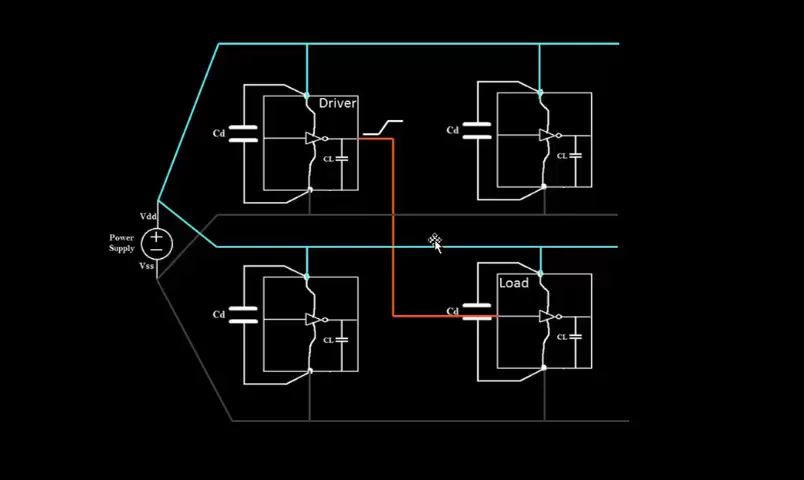 Driver
Cd
CL
Cd
CL
Vdd
Power
Supply
Vss
Cd
CL
Load
Cd
CL